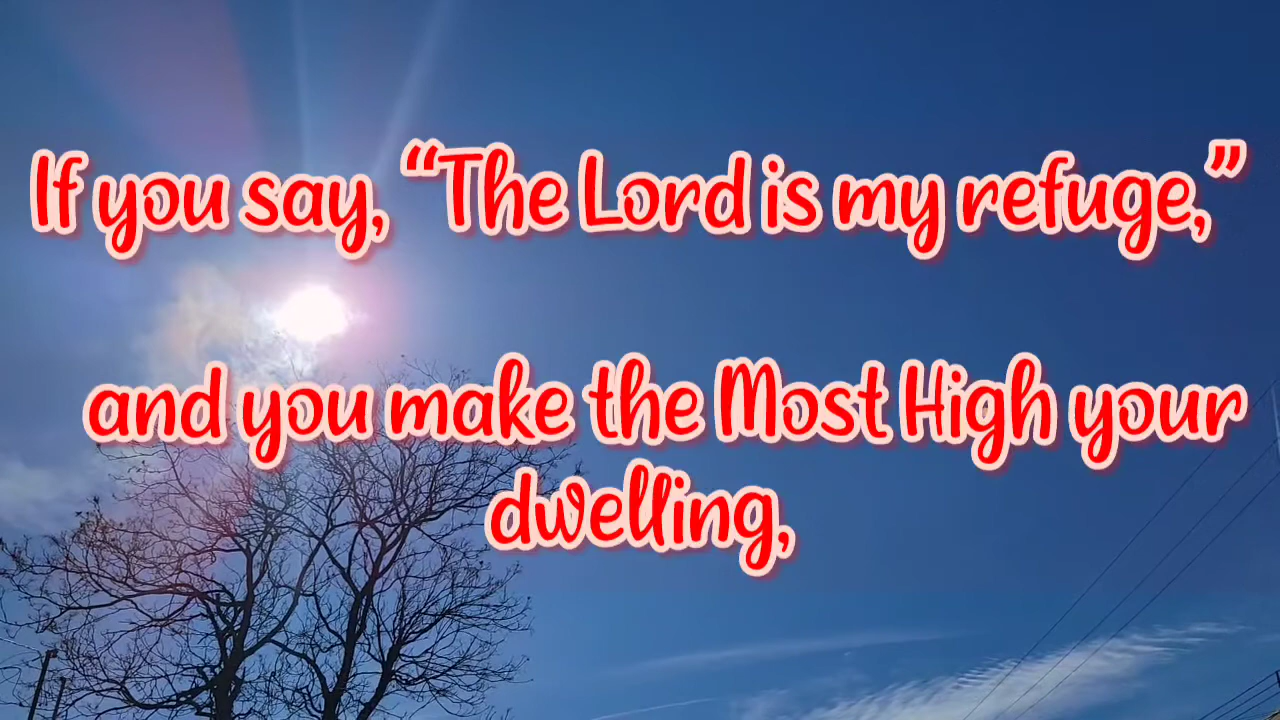 If you say, “The Lord is my refuge,”
and you make the Most High your
dwelling,